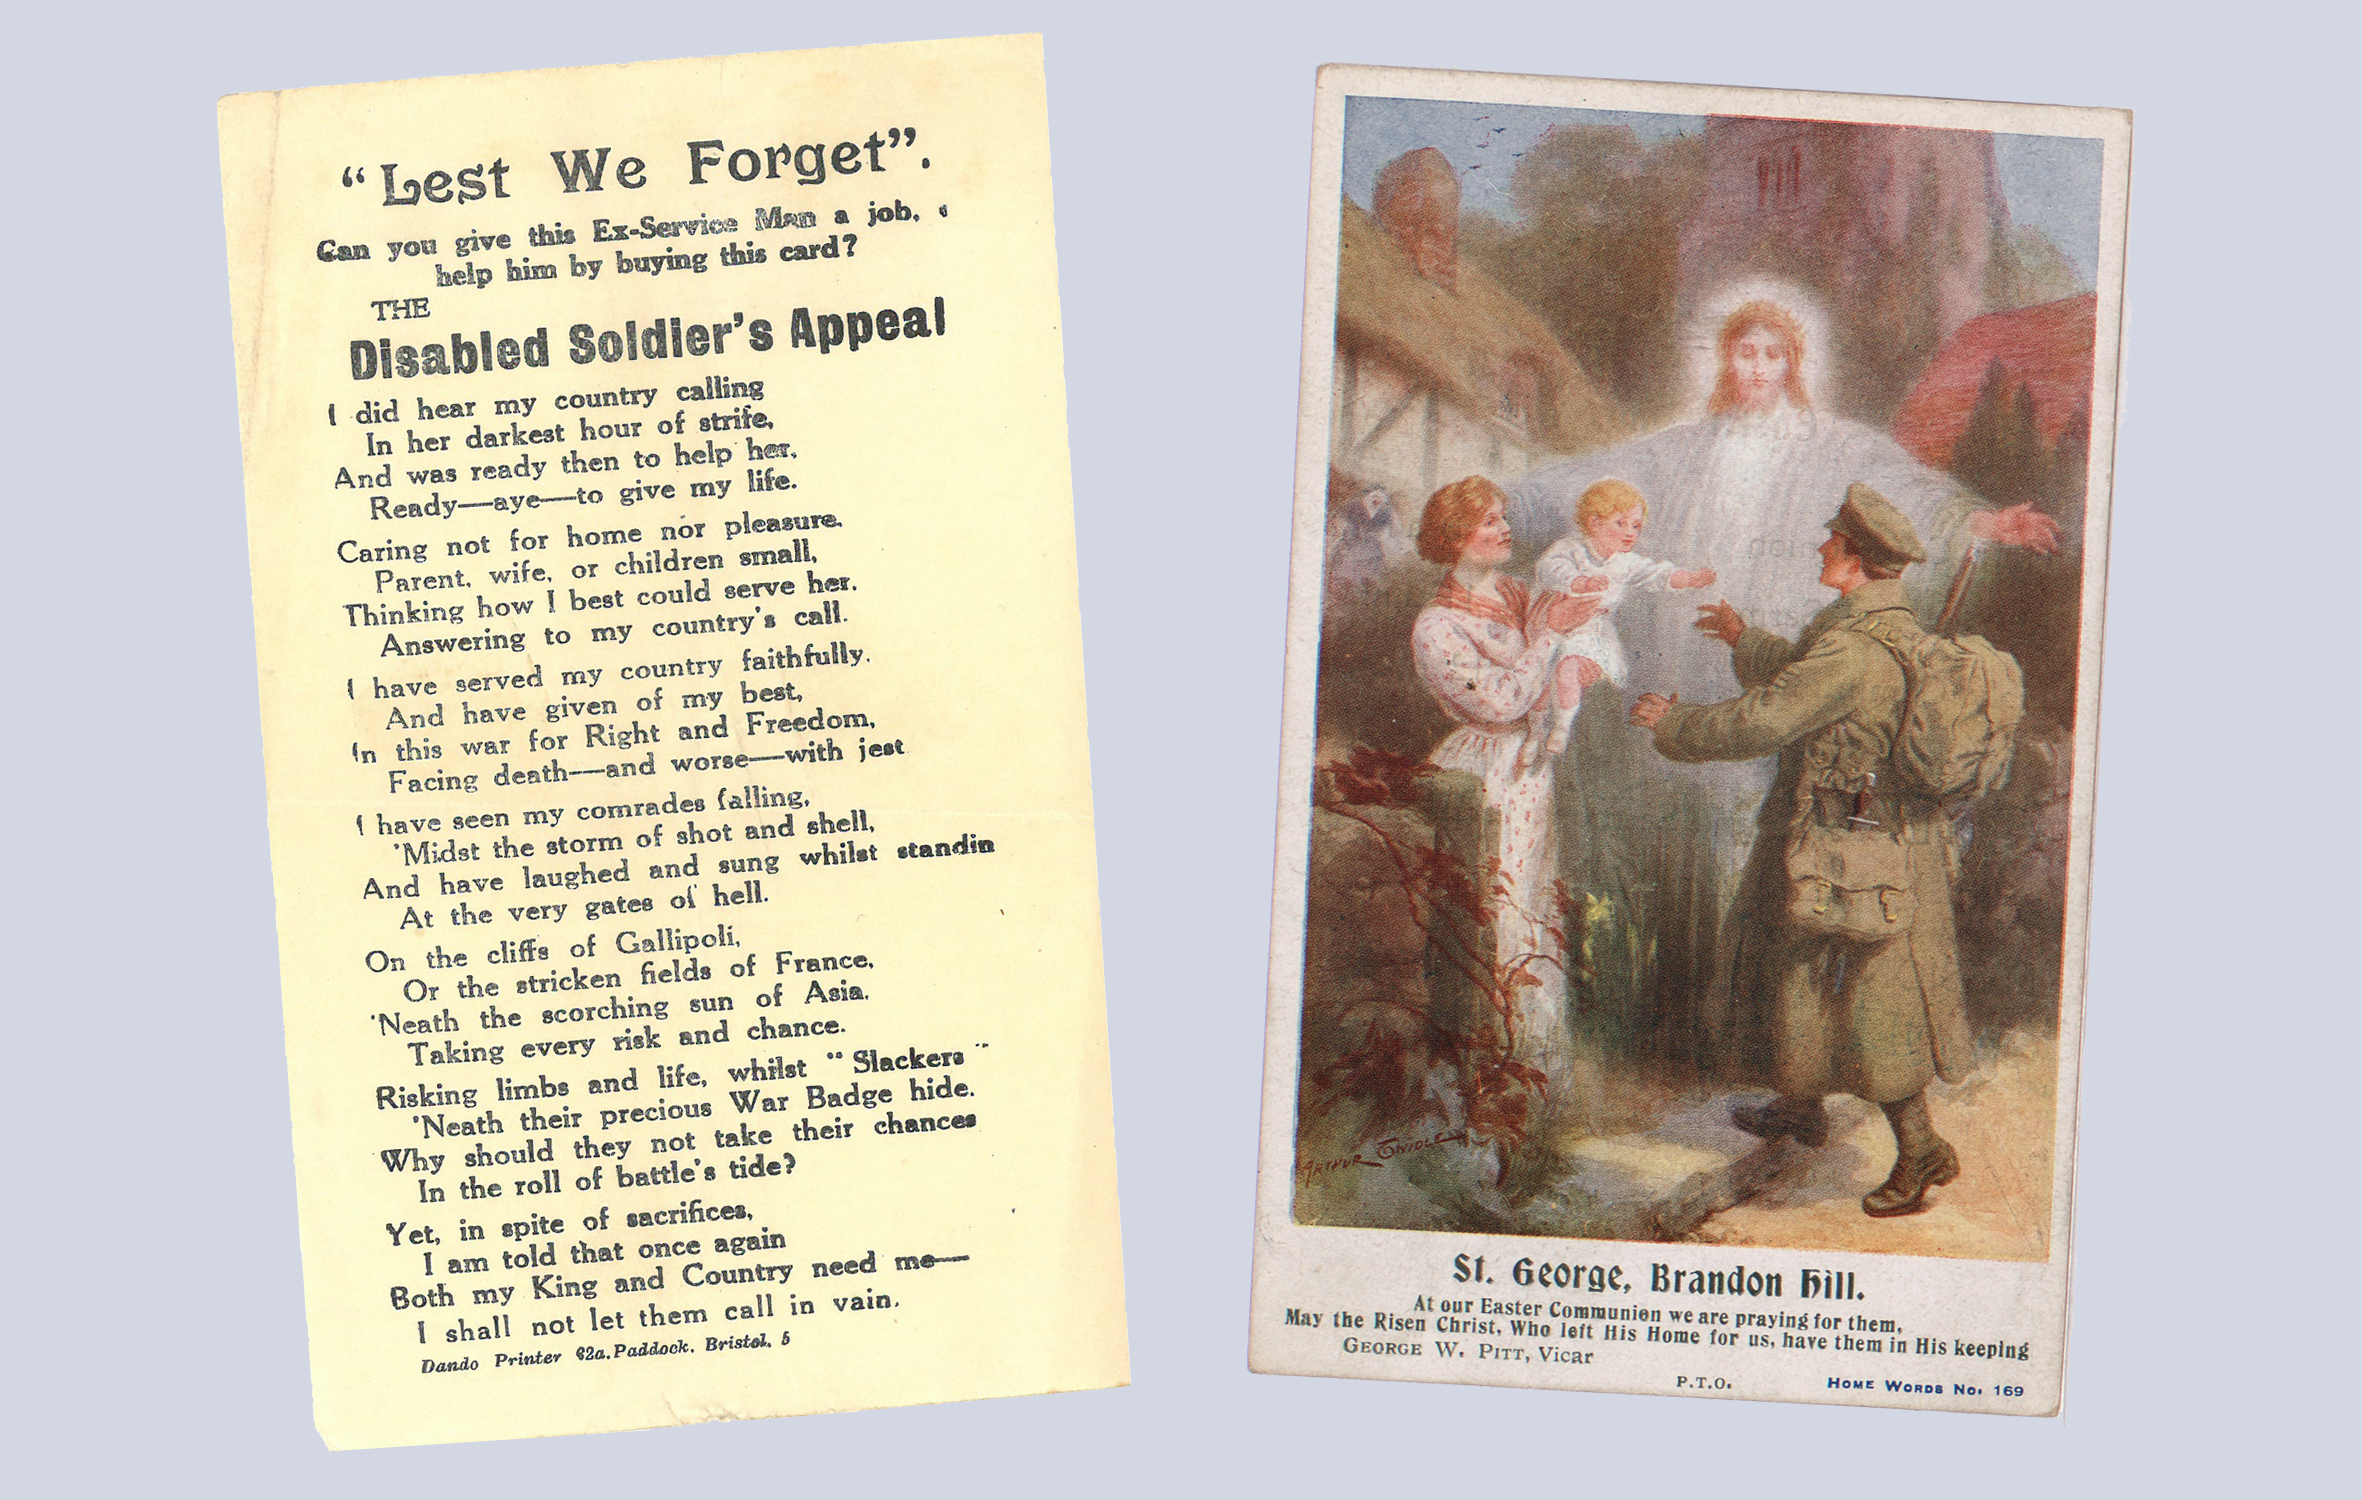 “Lest We Forget”.
Can you give this Ex-Service Man a job,
help him by buying this card?
THE
Disabled Soldier’s Appeal
I did hear my country calling
In her darkest hour of strife,
And was ready then to help her,
Ready—aye—to give my life.
Caring not for home nor pleasure,
Parent, wife, or children small,
Thinking how I best could serve her,
Answering to my country’s call.
I have served my country faithfully,
And have given of my best,
In this war for Right and Freedom,
Facing death—and worse—with jest
I have seen my comrades falling,
’Midst the storm of shot and shell,
And have laughed and sung whilst standin
At the very gates of hell.
On the cliffs of Gallipoli,
Or the stricken fields of France,
’Neath the scorching sun of Asia,
Taking every risk and chance.
Risking limbs and life, whilst “Slackers”
’Neath their precious War Badge hide.
Why should they not take their chances
In the roll of battle’s tide?
Yet, in spite of sacrifices,
I am told that once again
Both my King and Country need me—
I shall not let them call in vain.
Dando Printer 62a, Paddock, Bristol, 5
ARTHUR TWIDLE
St. George, Brandon Hill.
At our Easter Communion we are praying for them,
May the Risen Christ, Who left His Home for us, have them in His keeping
GEORGE W. PITT, Vicar
P.T.O.
HOME WORDS No. 169